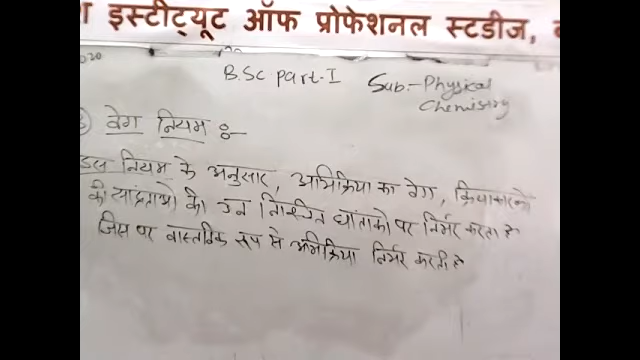 इंस्टीट्यूट ऑफ प्रोफेशनल स्टडीज,
2020
B.Sc. Part-I Sub:- Physical
Chemistry
वेग नियम :-
इस नियम के अनुसार, अभिक्रिया का वेग, क्रियाकारको
की सांद्रताओ की उन निश्चित घातांको पर निर्भर करता है
जिस पर वास्तविक रूप से अभिक्रिया निर्भर करती है